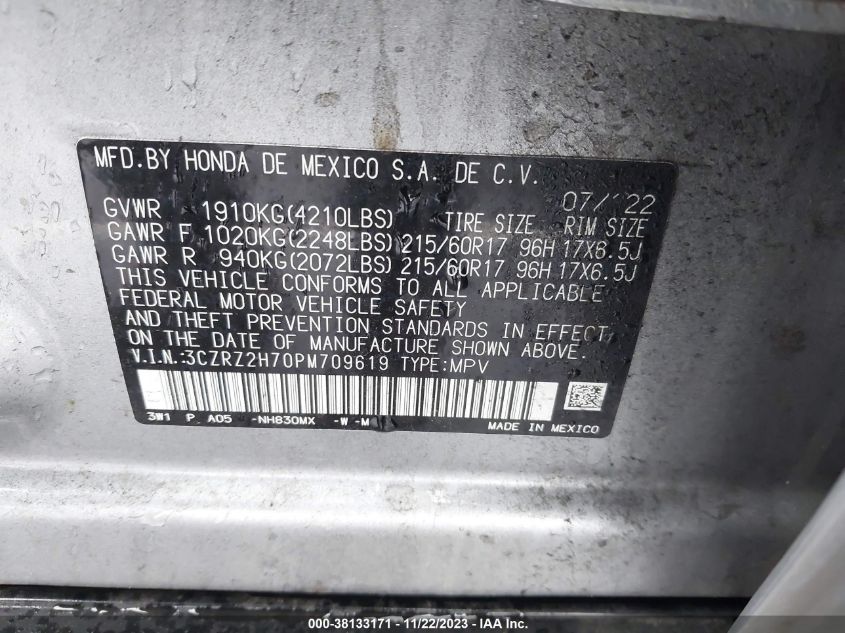 MFD.BY HONDA DE MEXICO S.A. DE C.V.
07/'22
GVWR 1910KG(4210LBS) TIRE SIZE RIM SIZE
GAWR F 1020KG(2248LBS) 215/60R17 96H 17X6.5J
GAWR R 940KG(2072LBS) 215/60R17 96H 17X6.5J
THIS VEHICLE CONFORMS TO ALL APPLICABLE
FEDERAL MOTOR VEHICLE SAFETY
AND THEFT PREVENTION STANDARDS IN EFFECT
ON THE DATE OF MANUFACTURE SHOWN ABOVE.
V.I.N.:3CZRZ2H70PM709619 TYPE:MPV
3W1 P A05 -NH830MX -W -M
MADE IN MEXICO
000-38133171 - 11/22/2023 - IAAI.com